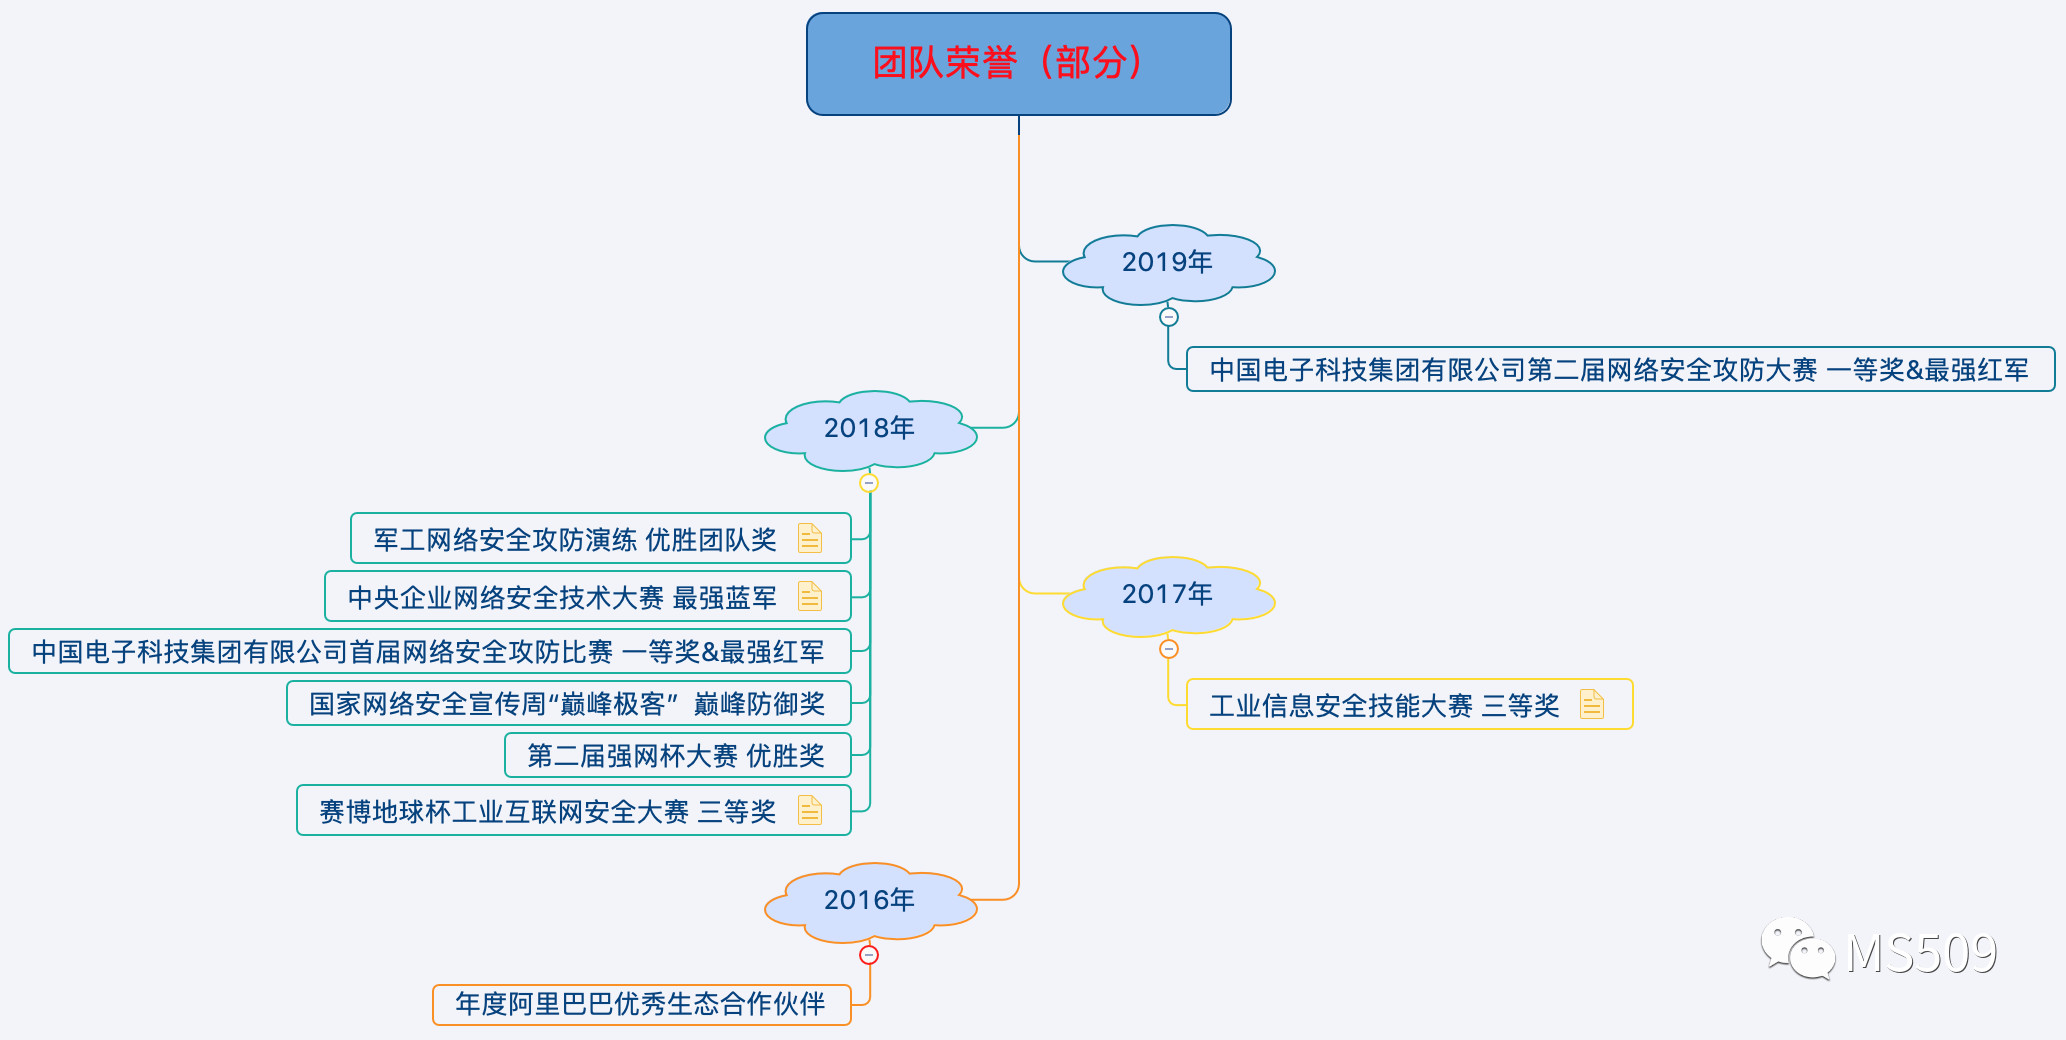 团队荣誉（部分）
2019年
中国电子科技集团有限公司第二届网络安全攻防大赛 一等奖&最强红军
2018年
军工网络安全攻防演练 优胜团队奖
中央企业网络安全技术大赛 最强蓝军
中国电子科技集团有限公司首届网络安全攻防比赛 一等奖&最强红军
国家网络安全宣传周“巅峰极客” 巅峰防御奖
第二届强网杯大赛 优胜奖
赛博地球杯工业互联网安全大赛 三等奖
2017年
工业信息安全技能大赛 三等奖
2016年
年度阿里巴巴优秀生态合作伙伴
MS509